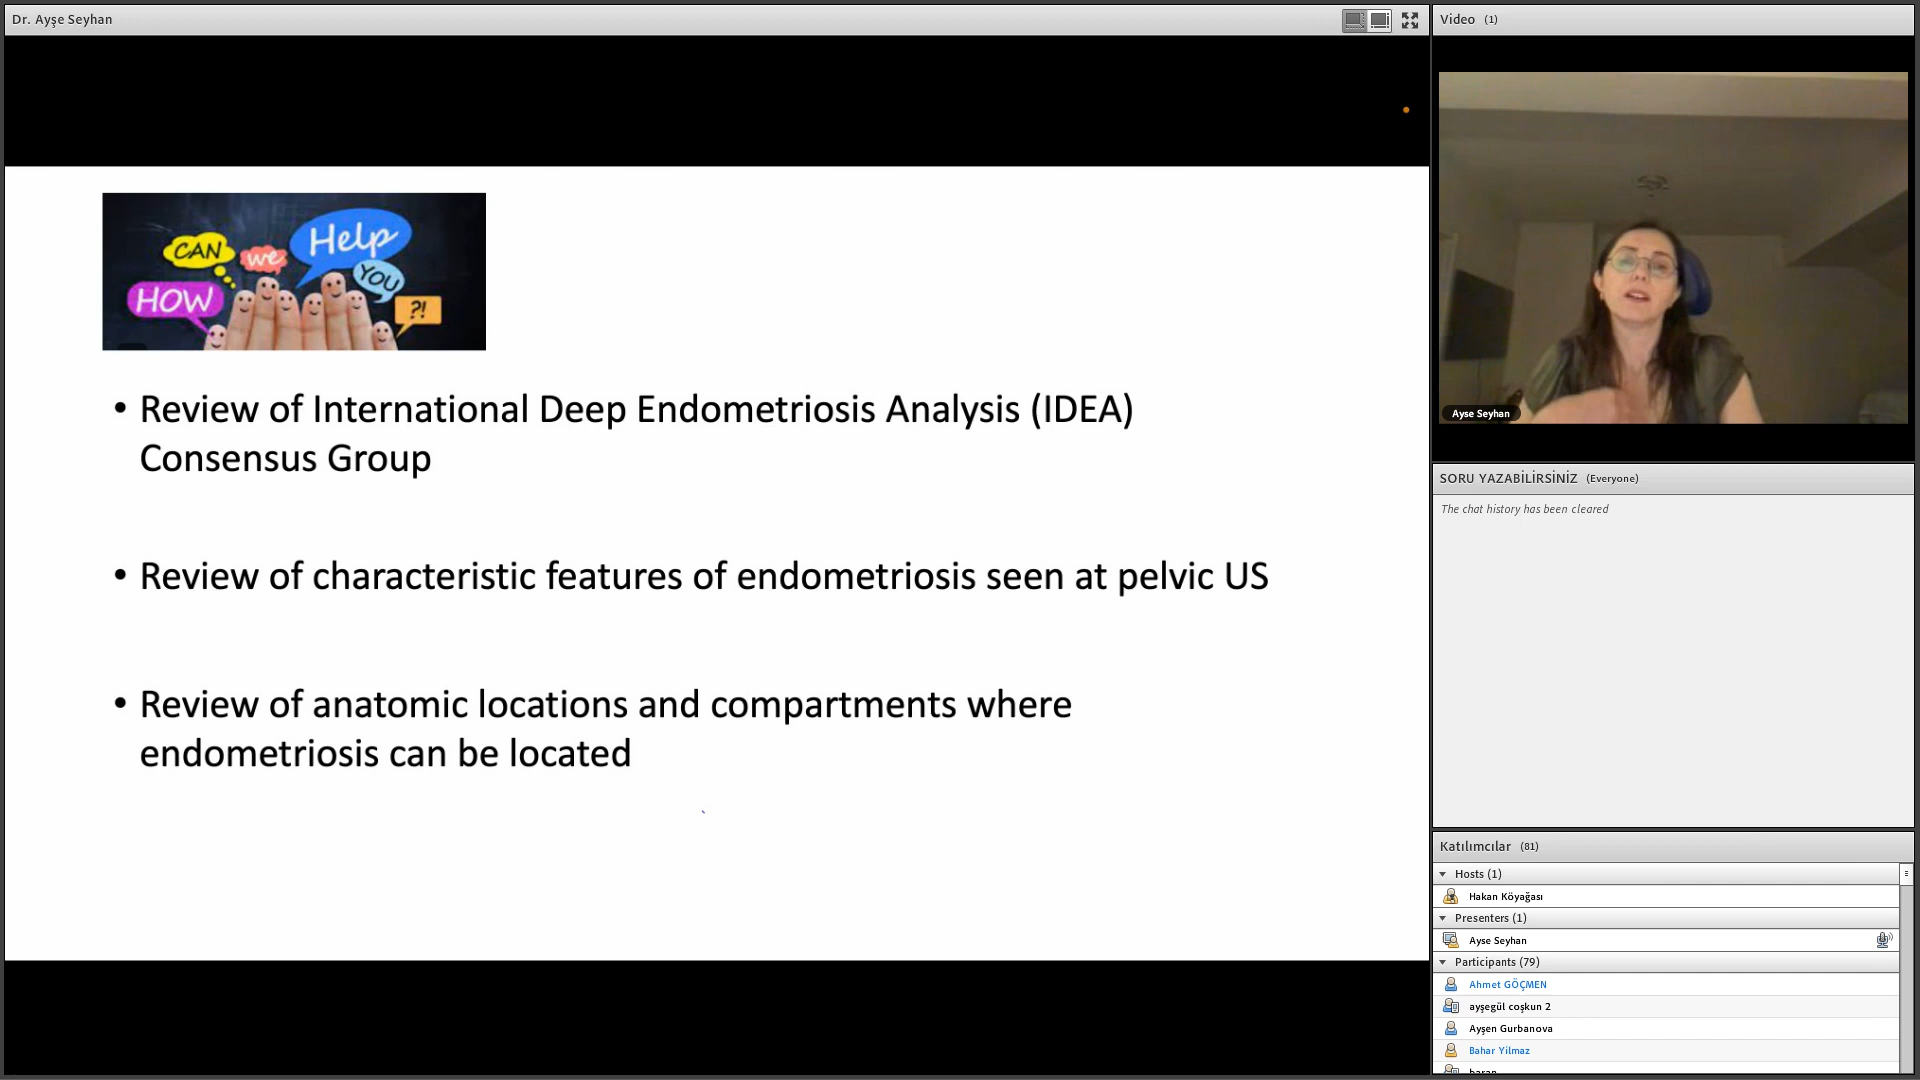 Dr. Ayşe Seyhan
CAN
we
Help
YOU
HOW
?!
• Review of International Deep Endometriosis Analysis (IDEA)
Consensus Group
• Review of characteristic features of endometriosis seen at pelvic US
• Review of anatomic locations and compartments where
endometriosis can be located
Video (1)
Ayse Seyhan
SORU YAZABİLİRSİNİZ (Everyone)
The chat history has been cleared
Katılımcılar (81)
Hosts (1)
Hakan Köyağası
Presenters (1)
Ayse Seyhan
Participants (79)
Ahmet GÖÇMEN
ayşegül coşkun 2
Ayşen Gurbanova
Bahar Yilmaz